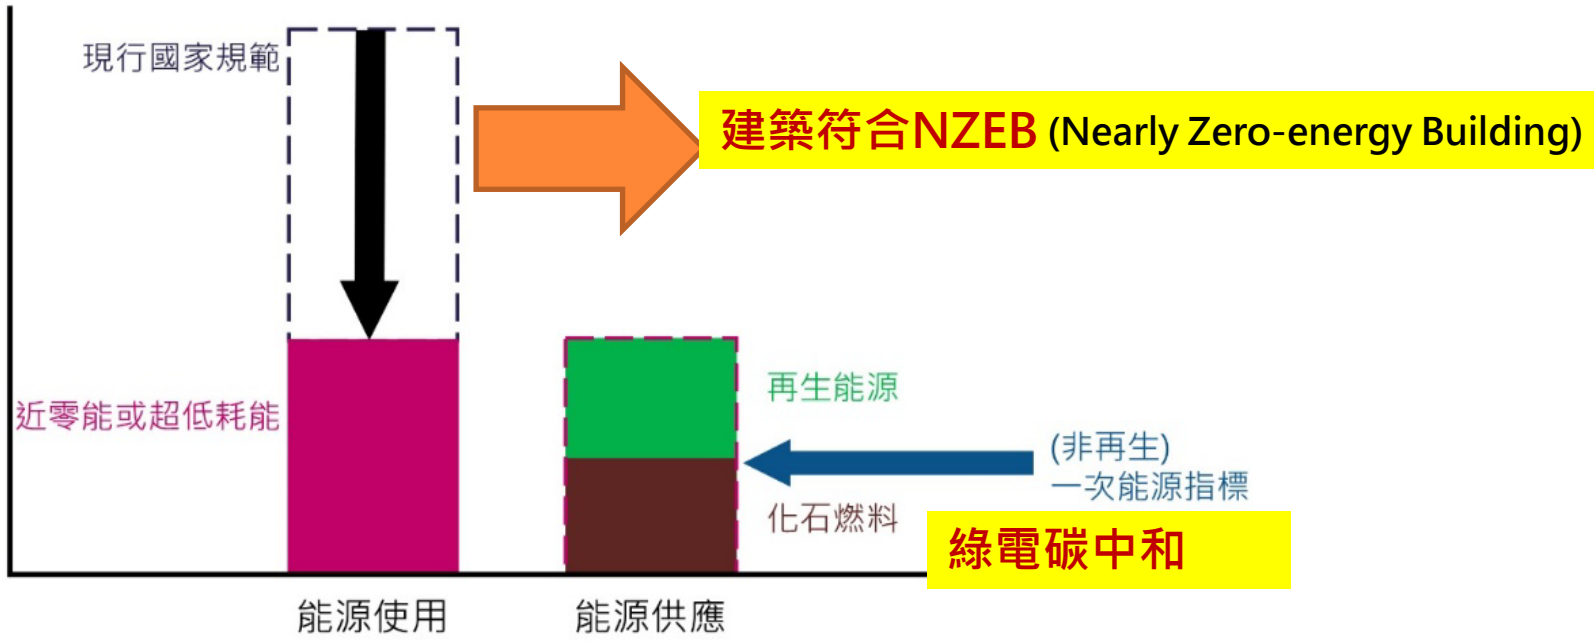 現行國家規範
建築符合NZEB (Nearly Zero-energy Building)
近零能或超低耗能
再生能源
(非再生)
一次能源指標
化石燃料
綠電碳中和
能源使用
能源供應